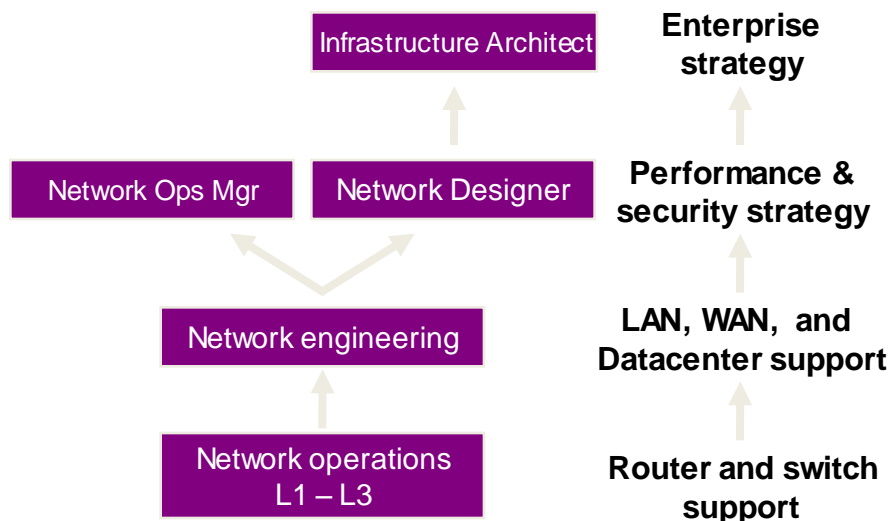 Infrastructure Architect
Enterprise
strategy
Network Ops Mgr
Network Designer
Performance &
security strategy
Network engineering
LAN, WAN, and
Datacenter support
Network operations
L1 – L3
Router and switch
support